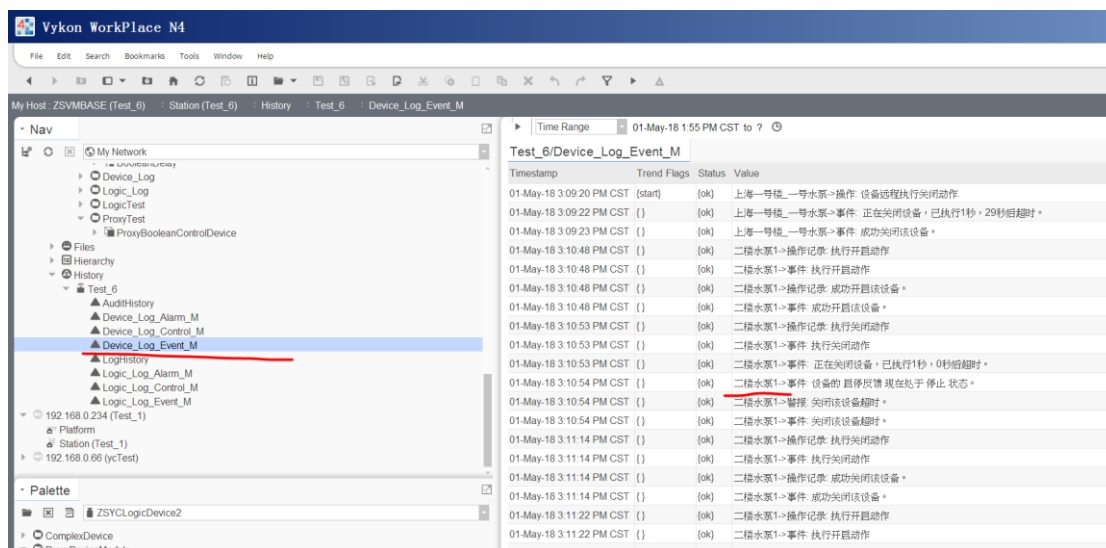 Vykon WorkPlace N4
File Edit Search Bookmarks Tools Window Help
My Host : ZSVMBASE (Test_6) : Station (Test_6) : History : Test_6 : Device_Log_Event_M
Nav
My Network
BooleanDelay
Device_Log
Logic_Log
LogicTest
ProxyTest
ProxyBooleanControlDevice
Files
Hierarchy
History
Test_6
AuditHistory
Device_Log_Alarm_M
Device_Log_Control_M
Device_Log_Event_M
LogHistory
Logic_Log_Alarm_M
Logic_Log_Control_M
Logic_Log_Event_M
192.168.0.234 (Test_1)
Platform
Station (Test_1)
192.168.0.66 (ycTest)
Palette
ZSYCLogicDevice2
ComplexDevice
Time Range 01-May-18 1:55 PM CST to ?
Test_6/Device_Log_Event_M
Timestamp Trend Flags Status Value
01-May-18 3:09:20 PM CST {start} {ok} 上海一号楼_一号水泵->操作: 设备远程执行关闭动作.
01-May-18 3:09:22 PM CST { } {ok} 上海一号楼_一号水泵->事件: 正在关闭设备，已执行1秒，29秒后超时。
01-May-18 3:09:23 PM CST { } {ok} 上海一号楼_一号水泵->事件: 成功关闭该设备。
01-May-18 3:10:48 PM CST { } {ok} 二楼水泵1->操作记录: 执行开启动作
01-May-18 3:10:48 PM CST { } {ok} 二楼水泵1->事件: 执行开启动作
01-May-18 3:10:48 PM CST { } {ok} 二楼水泵1->操作记录: 成功开启该设备。
01-May-18 3:10:48 PM CST { } {ok} 二楼水泵1->事件: 成功开启该设备。
01-May-18 3:10:53 PM CST { } {ok} 二楼水泵1->操作记录: 执行关闭动作
01-May-18 3:10:53 PM CST { } {ok} 二楼水泵1->事件: 执行关闭动作
01-May-18 3:10:53 PM CST { } {ok} 二楼水泵1->事件: 正在关闭设备，已执行1秒，0秒后超时。
01-May-18 3:10:54 PM CST { } {ok} 二楼水泵1->事件: 设备的 启停反馈 现在处于 停止 状态。
01-May-18 3:10:54 PM CST { } {ok} 二楼水泵1->警报: 关闭该设备超时。
01-May-18 3:10:54 PM CST { } {ok} 二楼水泵1->事件: 关闭该设备超时。
01-May-18 3:11:14 PM CST { } {ok} 二楼水泵1->操作记录: 执行关闭动作
01-May-18 3:11:14 PM CST { } {ok} 二楼水泵1->事件: 执行关闭动作
01-May-18 3:11:14 PM CST { } {ok} 二楼水泵1->操作记录: 成功关闭该设备。
01-May-18 3:11:14 PM CST { } {ok} 二楼水泵1->事件: 成功关闭该设备。
01-May-18 3:11:22 PM CST { } {ok} 二楼水泵1->操作记录: 执行开启动作
01-May-18 3:11:22 PM CST { } {ok} 二楼水泵1->事件: 执行开启动作